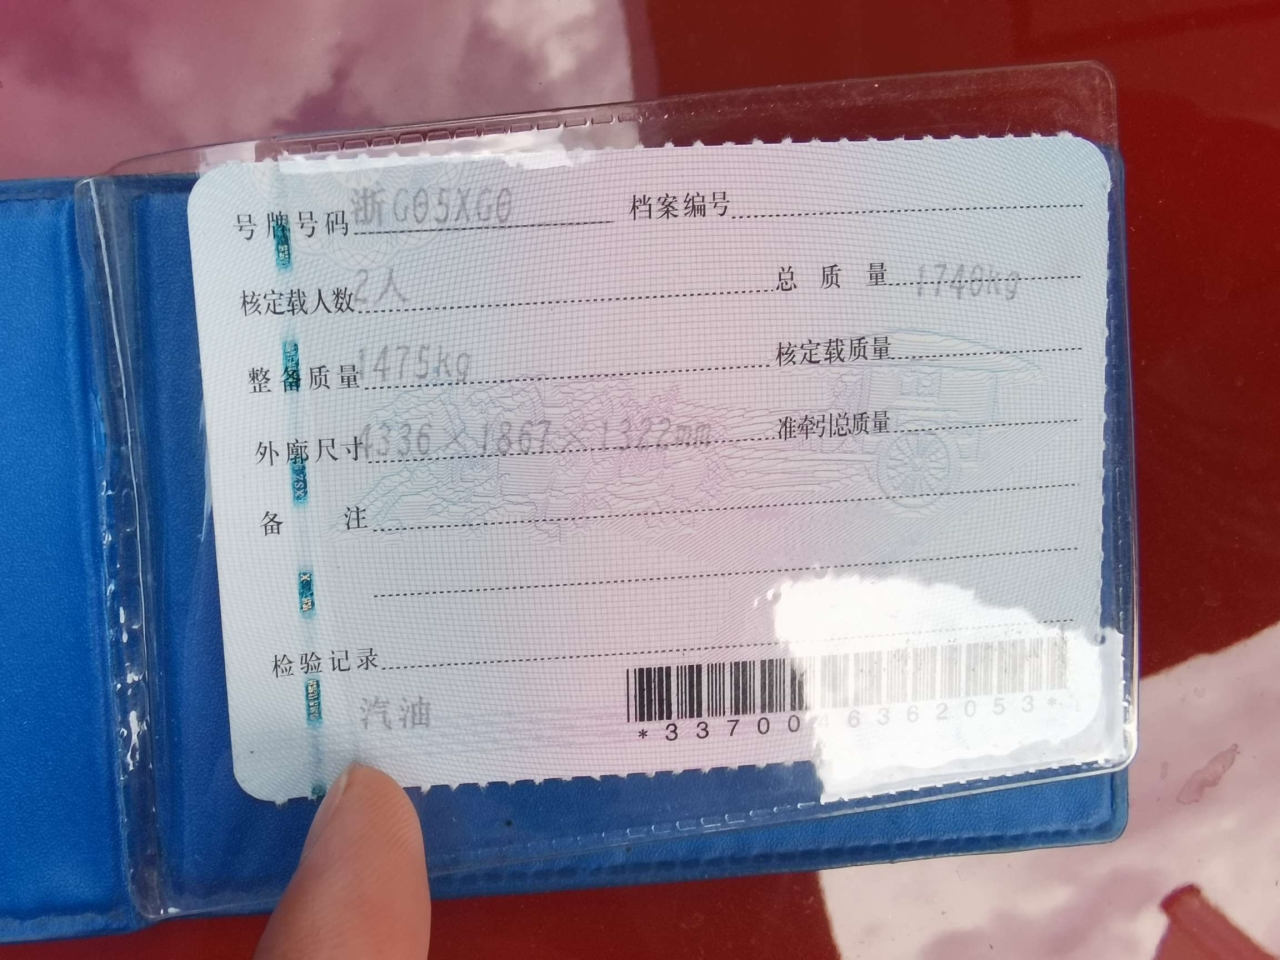 号牌号码 浙G05XG0 档案编号
核定载人数 2人 总质量 1740kg
整备质量 1475kg 核定载质量
外廓尺寸 4336×1867×1322mm 准牵引总质量
备注
检验记录
汽油
*3370046362053*